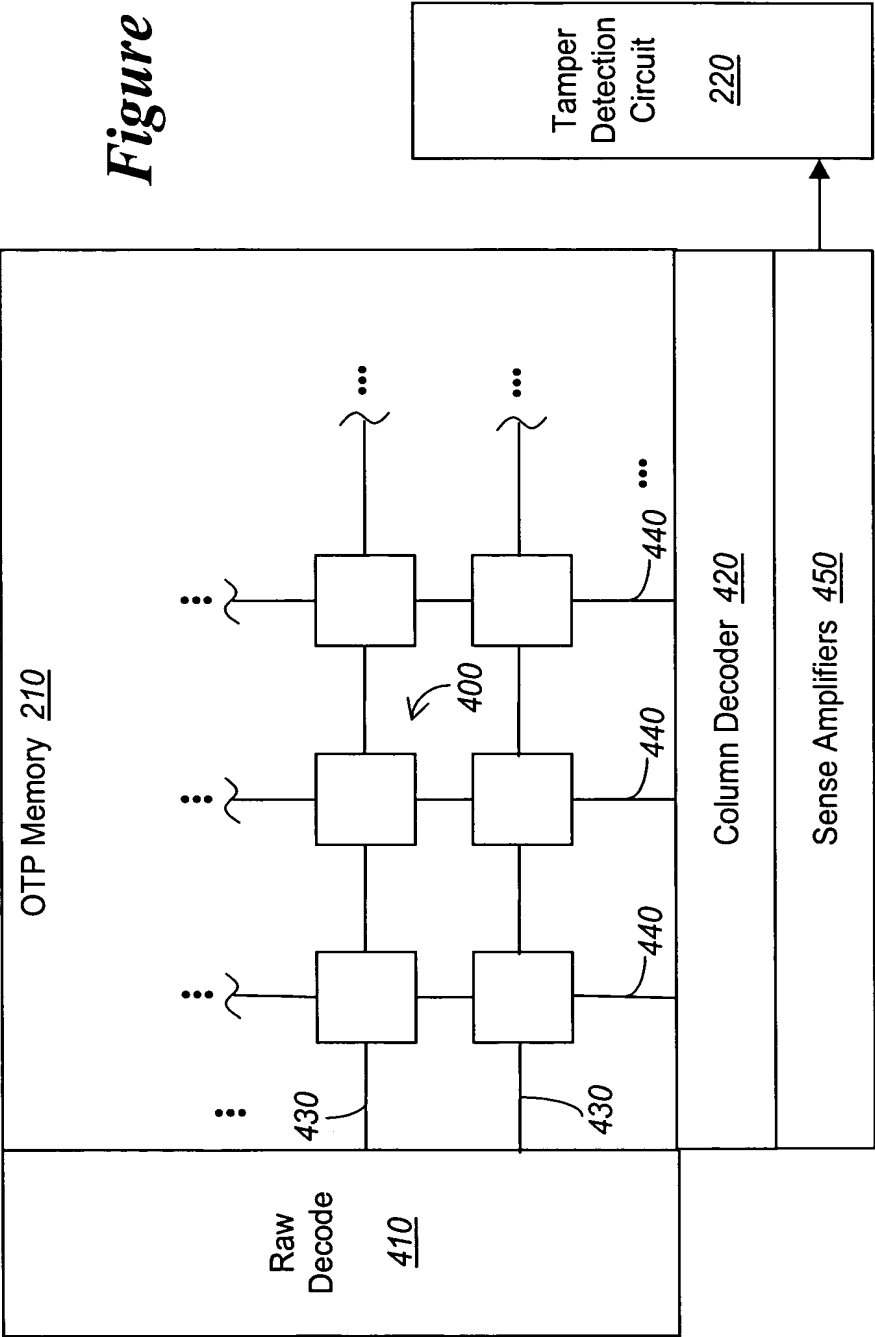 Figure
OTP Memory 210
Tamper
Detection
Circuit
220
...
...
...
...
...
...
...
430
430
400
440
440
440
Raw
Decode
410
Column Decoder 420
Sense Amplifiers 450